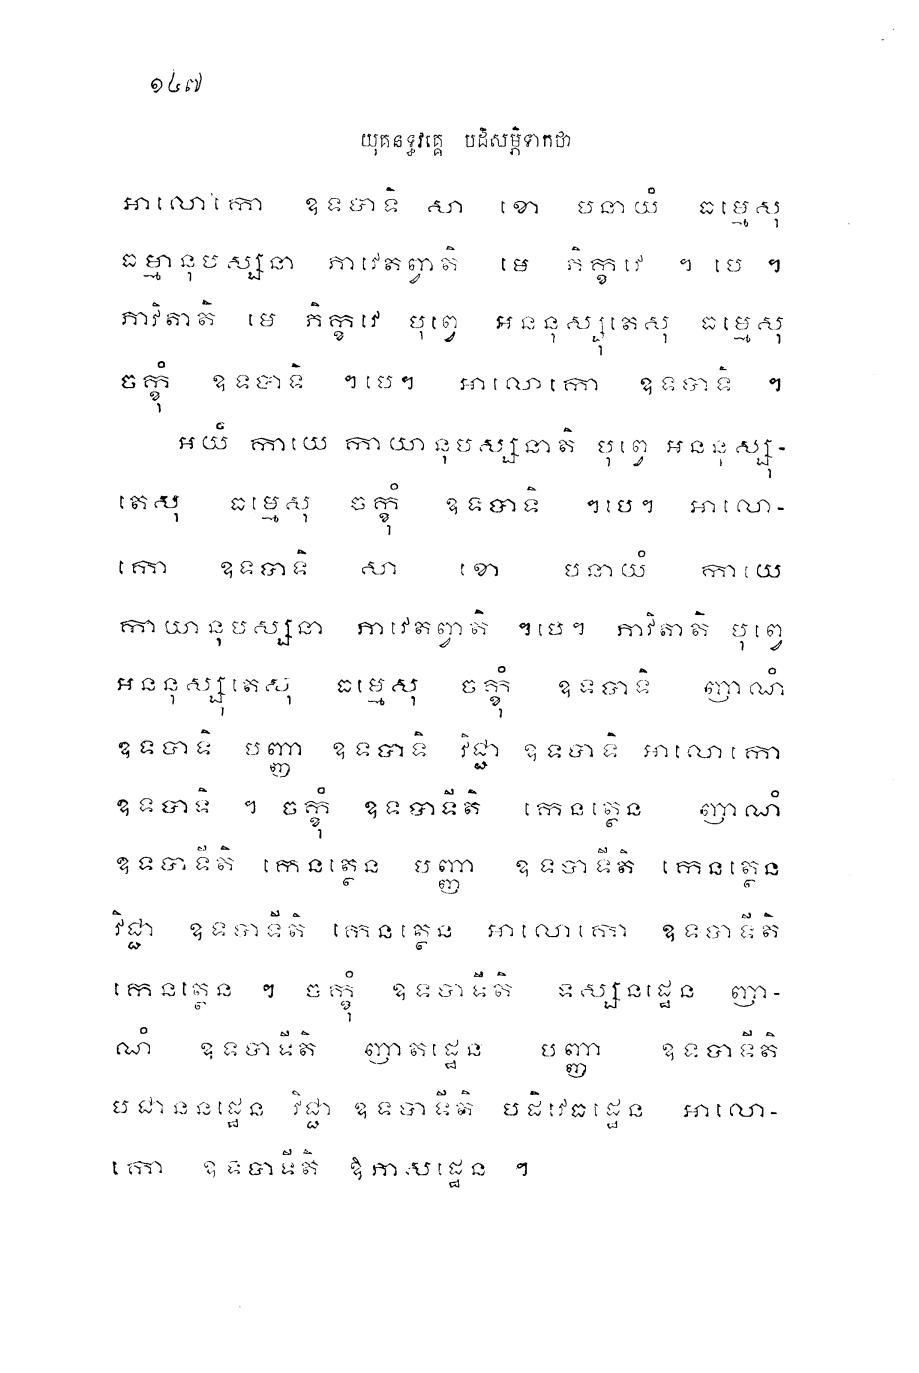 ១៤៧
យុគនទ្ធវគ្គេ បដិសម្ភិទាកថា
អាលោកោ ឧទបាទិ សា ខោ បនាយំ ធម្មេសុ
ធម្មានុបស្សនា ភាវេតព្វាតិ មេ ភិក្ខវេ ។ បេ ។
ភាវិតាតិ មេ ភិក្ខវេ បុព្វេ អននុស្សុតេសុ ធម្មេសុ
ចក្ខុំ ឧទបាទិ ។បេ។ អាលោកោ ឧទបាទិ ។
អយំ កាយេ កាយានុបស្សនាតិ បុព្វេ អននុស្សុ-
តេសុ ធម្មេសុ ចក្ខុំ ឧទបាទិ ។បេ។ អាលោ-
កោ ឧទបាទិ សា ខោ បនាយំ កាយេ
កាយានុបស្សនា ភាវេតព្វាតិ ។បេ។ ភាវិតាតិ បុព្វេ
អននុស្សុតេសុ ធម្មេសុ ចក្ខុំ ឧទបាទិ ញាណំ
ឧទបាទិ បញ្ញា ឧទបាទិ វិជ្ជា ឧទបាទិ អាលោកោ
ឧទបាទិ ។ ចក្ខុំ ឧទបាទីតិ កេនត្ថេន ញាណំ
ឧទបាទីតិ កេនត្ថេន បញ្ញា ឧទបាទីតិ កេនត្ថេន
វិជ្ជា ឧទបាទីតិ កេនត្ថេន អាលោកោ ឧទបាទីតិ
កេនត្ថេន ។ ចក្ខុំ ឧទបាទីតិ ទស្សនដ្ឋេន ញា-
ណំ ឧទបាទីតិ ញាតដ្ឋេន បញ្ញា ឧទបាទីតិ
បជាននដ្ឋេន វិជ្ជា ឧទបាទីតិ បដិវេធដ្ឋេន អាលោ-
កោ ឧទបាទីតិ ឱភាសដ្ឋេន ។